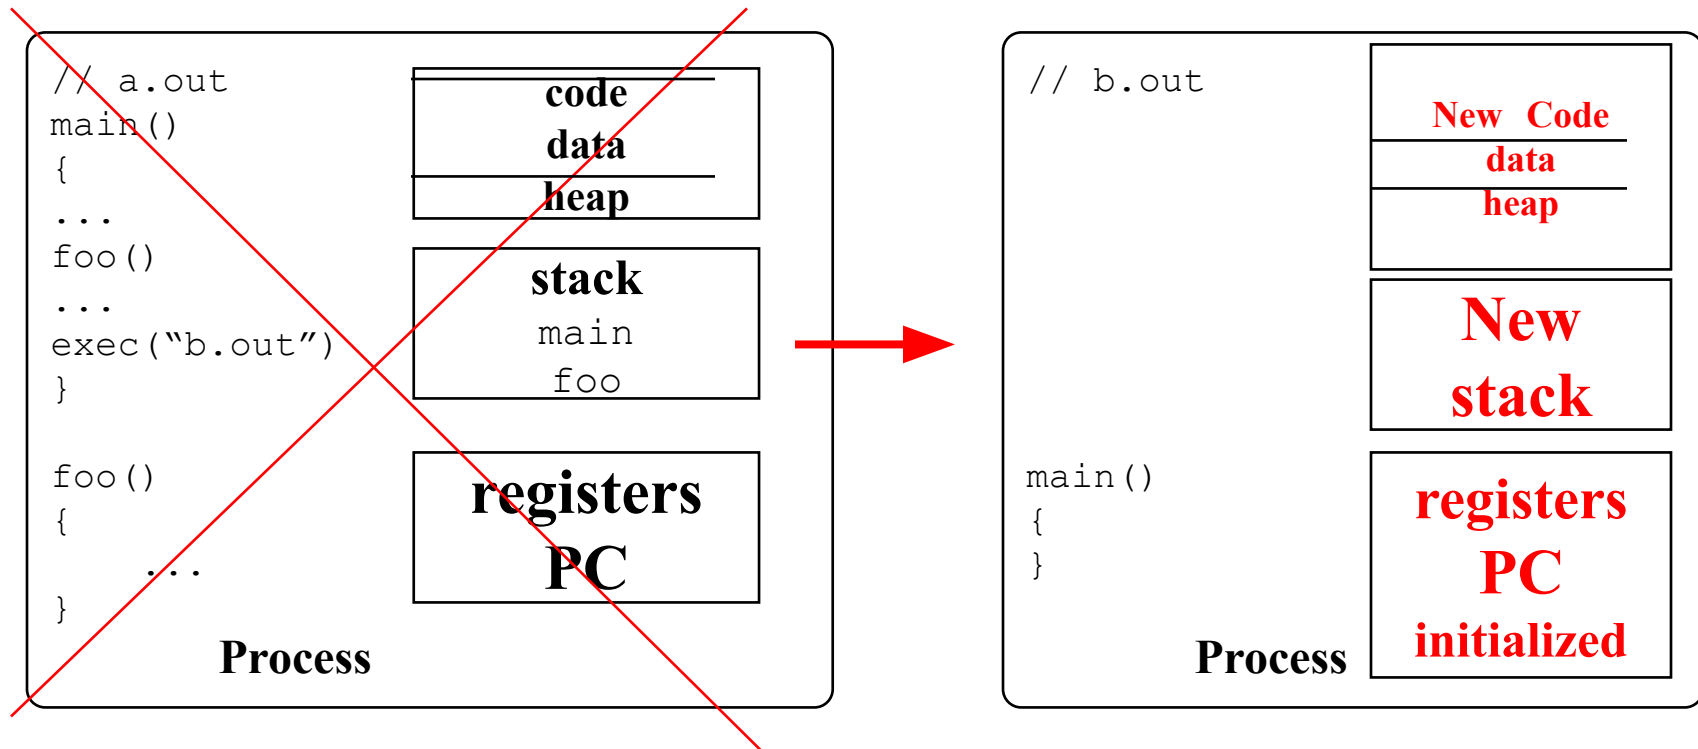 // a.out
main()
{
...
foo()
...
exec(“b.out”)
}
foo()
{
...
}
code
data
heap
stack
main
foo
registers
PC
Process
// b.out
main()
{
}
New Code
data
heap
New
stack
registers
PC
initialized
Process